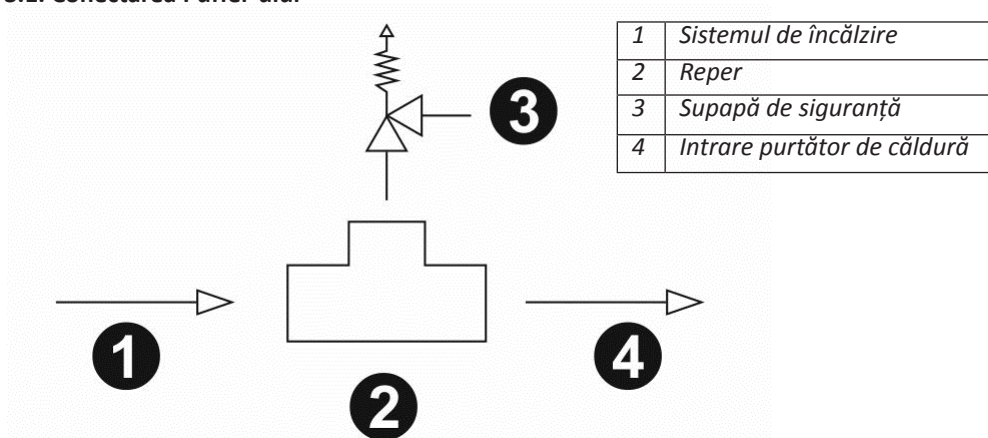 1 Sistemul de încălzire
2 Reper
3 Supapă de siguranță
4 Intrare purtător de căldură
3
1
4
2